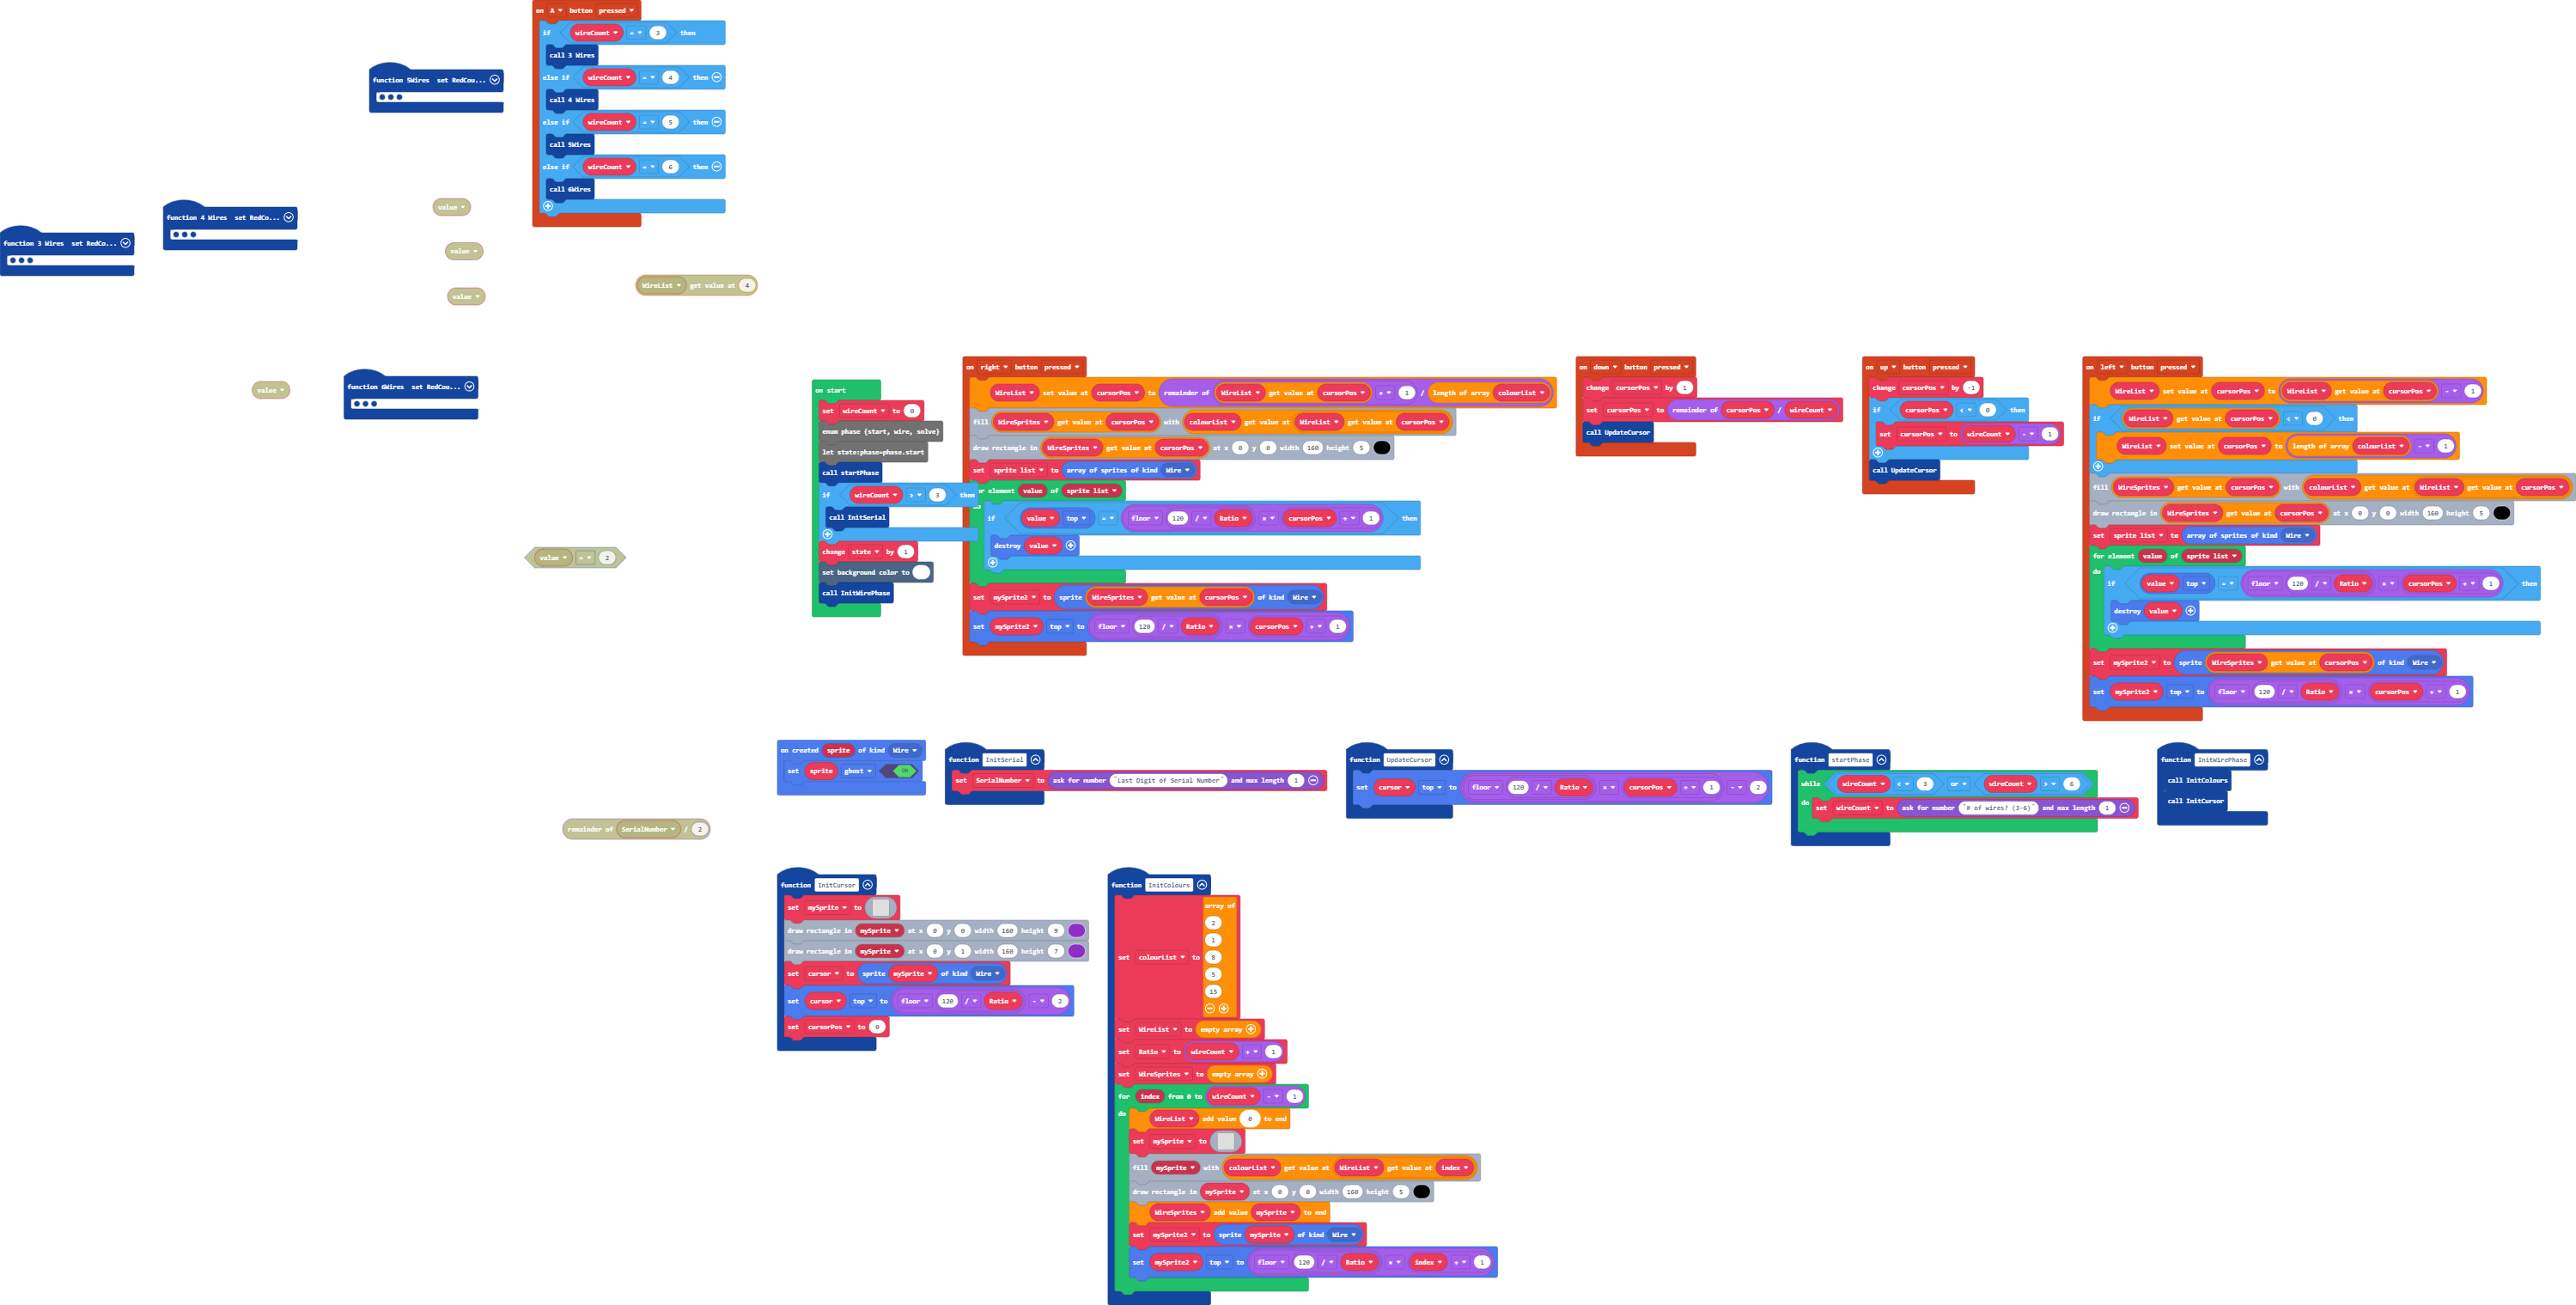 on A button pressed
if wireCount = 3 then
call 3 Wires
else if wireCount = 4 then
call 4 Wires
else if wireCount = 5 then
call 5Wires
else if wireCount = 6 then
call 6Wires
function 5Wires set RedCou...
function 4 Wires set RedCo...
function 3 Wires set RedCo...
value
value
value
WireList get value at 4
value
function 6Wires set RedCou...
value = 2
remainder of SerialNumber / 2
on start
set wireCount to 0
enum phase {start, wire, solve}
let state:phase=phase.start
call startPhase
if wireCount > 3 then
call InitSerial
change state by 1
set background color to
call InitWirePhase
on right button pressed
WireList set value at cursorPos to remainder of WireList get value at cursorPos + 1 / length of array colourList
fill WireSprites get value at cursorPos with colourList get value at WireList get value at cursorPos
draw rectangle in WireSprites get value at cursorPos at x 0 y 0 width 160 height 5
set sprite list to array of sprites of kind Wire
or element value of sprite list
do
if value top = floor 120 / Ratio × cursorPos + 1 then
destroy value
set mySprite2 to sprite WireSprites get value at cursorPos of kind Wire
set mySprite2 top to floor 120 / Ratio × cursorPos + 1
on down button pressed
change cursorPos by 1
set cursorPos to remainder of cursorPos / wireCount
call UpdateCursor
on up button pressed
change cursorPos by -1
if cursorPos < 0 then
set cursorPos to wireCount - 1
call UpdateCursor
on left button pressed
WireList set value at cursorPos to WireList get value at cursorPos - 1
if WireList get value at cursorPos < 0 then
WireList set value at cursorPos to length of array colourList - 1
fill WireSprites get value at cursorPos with colourList get value at WireList get value at cursorPos
draw rectangle in WireSprites get value at cursorPos at x 0 y 0 width 160 height 5
set sprite list to array of sprites of kind Wire
for element value of sprite list
do
if value top = floor 120 / Ratio × cursorPos + 1 then
destroy value
set mySprite2 to sprite WireSprites get value at cursorPos of kind Wire
set mySprite2 top to floor 120 / Ratio × cursorPos + 1
on created sprite of kind Wire
set sprite ghost ON
function InitSerial
set SerialNumber to ask for number "Last Digit of Serial Number" and max length 1
function UpdateCursor
set cursor top to floor 120 / Ratio × cursorPos + 1 - 2
function startPhase
while wireCount < 3 or wireCount > 6
do set wireCount to ask for number "# of wires? (3-6)" and max length 1
function InitWirePhase
call InitColours
call InitCursor
function InitCursor
set mySprite to
draw rectangle in mySprite at x 0 y 0 width 160 height 9
draw rectangle in mySprite at x 0 y 1 width 160 height 7
set cursor to sprite mySprite of kind Wire
set cursor top to floor 120 / Ratio - 2
set cursorPos to 0
function InitColours
set colourList to array of
2
1
8
5
15
set WireList to empty array
set Ratio to wireCount + 1
set WireSprites to empty array
for index from 0 to wireCount - 1
do
WireList add value 0 to end
set mySprite to
fill mySprite with colourList get value at WireList get value at index
draw rectangle in mySprite at x 0 y 0 width 160 height 5
WireSprites add value mySprite to end
set mySprite2 to sprite mySprite of kind Wire
set mySprite2 top to floor 120 / Ratio × index + 1